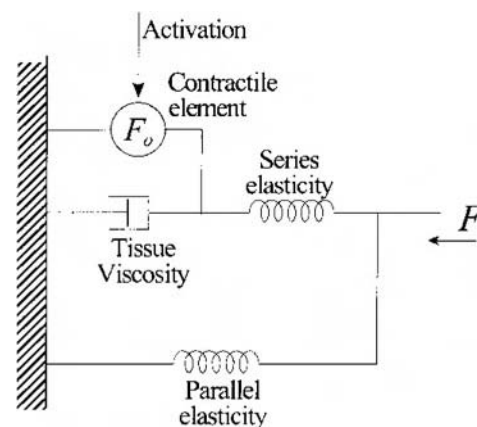 Activation
Contractile
element
F₀
Series
elasticity
F
Tissue
Viscosity
Parallel
elasticity